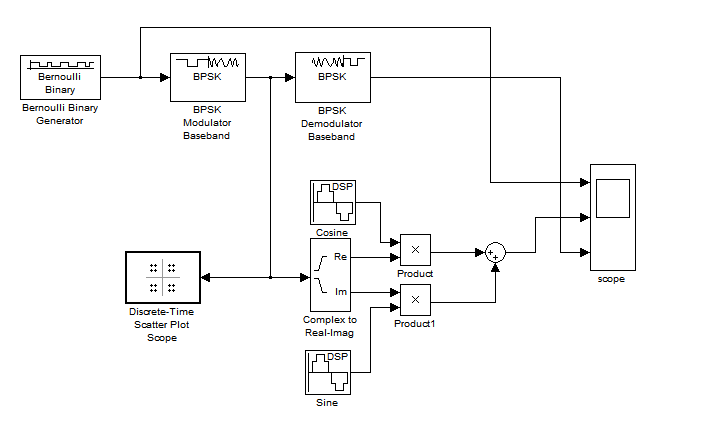 Bernoulli
Binary
Bernoulli Binary
Generator
BPSK
BPSK
Modulator
Baseband
BPSK
BPSK
Demodulator
Baseband
DSP
Cosine
Re
Im
Complex to
Real-Imag
×
Product
×
Product1
+
+
scope
Discrete-Time
Scatter Plot
Scope
DSP
Sine